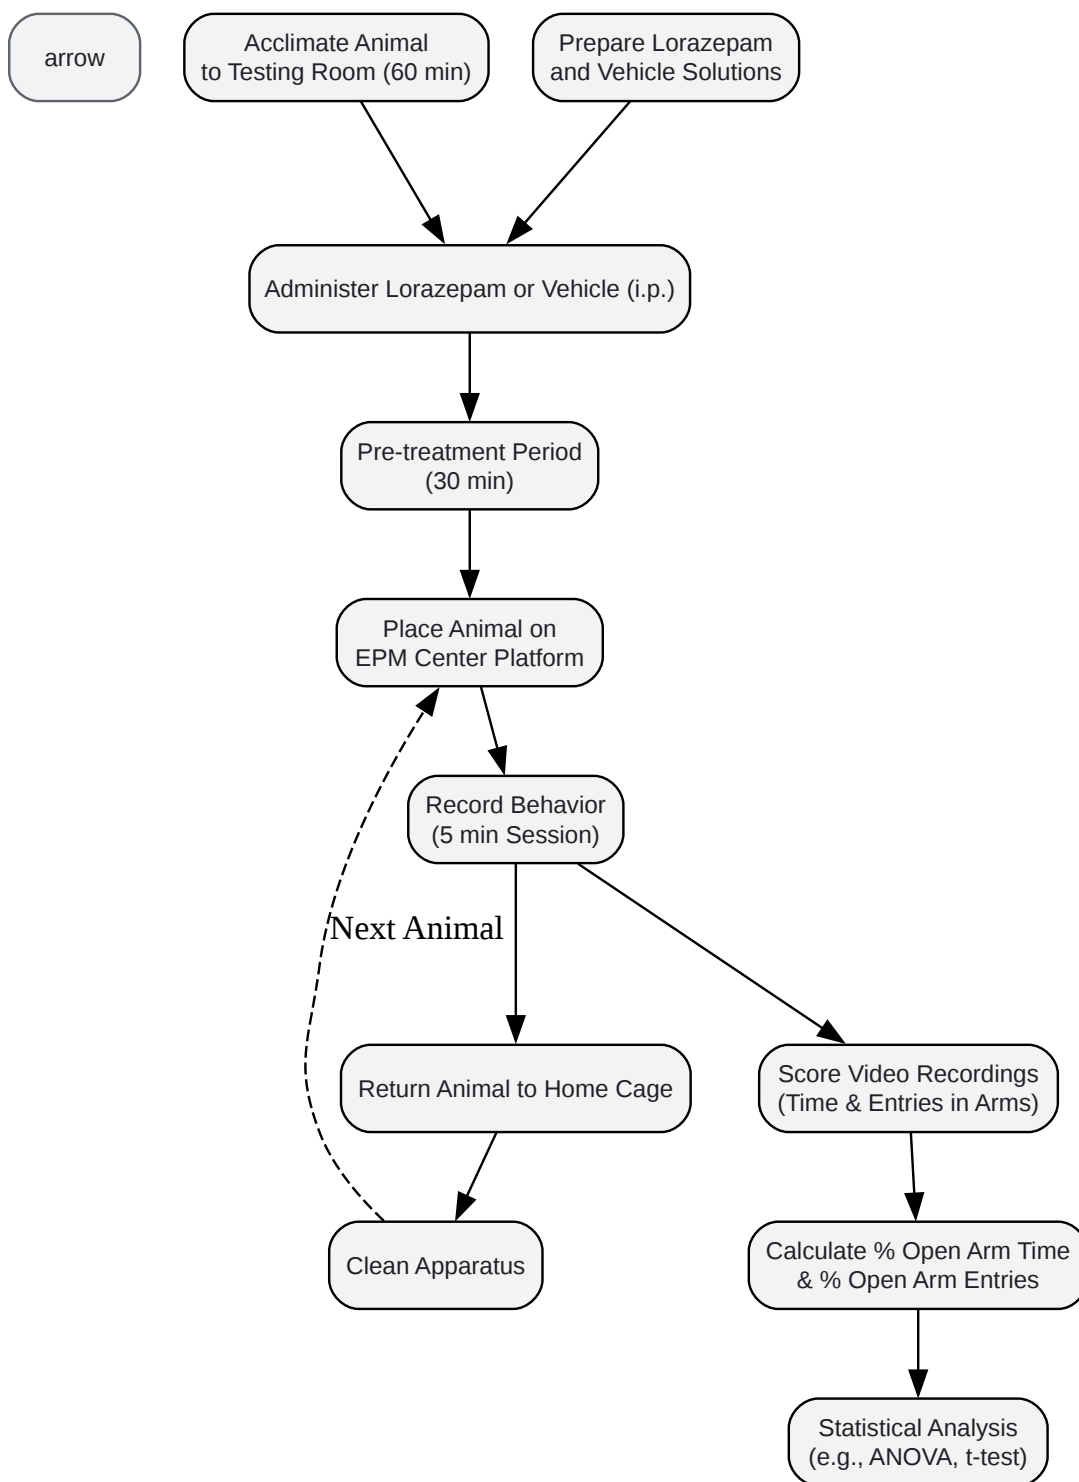 arrow
Acclimate Animal
to Testing Room (60 min)
Prepare Lorazepam
and Vehicle Solutions
Administer Lorazepam or Vehicle (i.p.)
Pre-treatment Period
(30 min)
Place Animal on
EPM Center Platform
Record Behavior
(5 min Session)
Next Animal
Return Animal to Home Cage
Score Video Recordings
(Time & Entries in Arms)
Clean Apparatus
Calculate % Open Arm Time
& % Open Arm Entries
Statistical Analysis
(e.g., ANOVA, t-test)